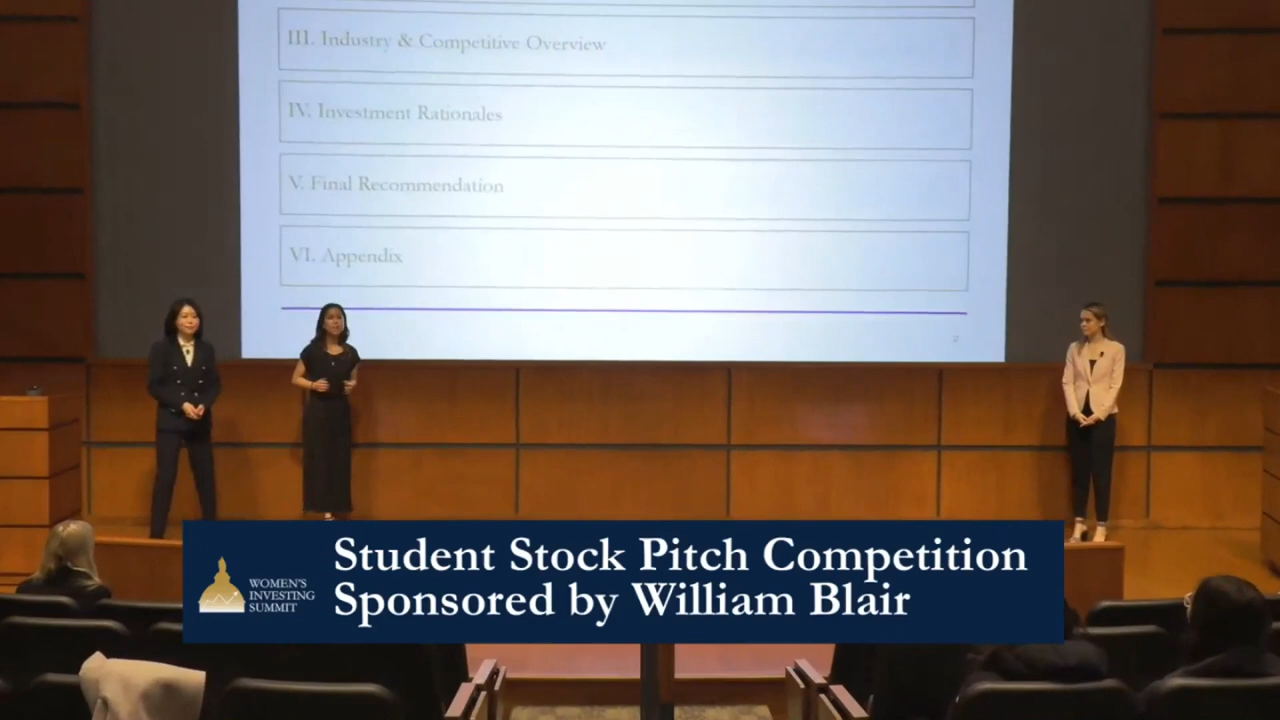 III. Industry & Competitive Overview
IV. Investment Rationales
V. Final Recommendation
VI. Appendix
2
WOMEN'S
INVESTING
SUMMIT
Student Stock Pitch Competition
Sponsored by William Blair